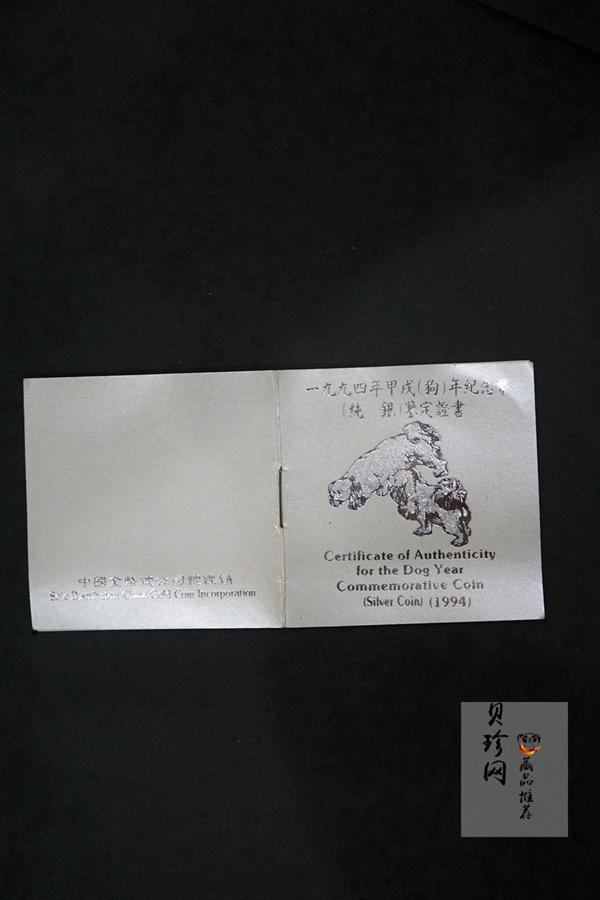 一九九四年甲戌(狗)年紀念幣
(純 銀)鑒定證書
Certificate of Authenticity
for the Dog Year
Commemorative Coin
(Silver Coin) (1994)
中國金幣總公司總經銷
Sole Distributor: China Gold Coin Incorporation
贝珍网
藏品推荐